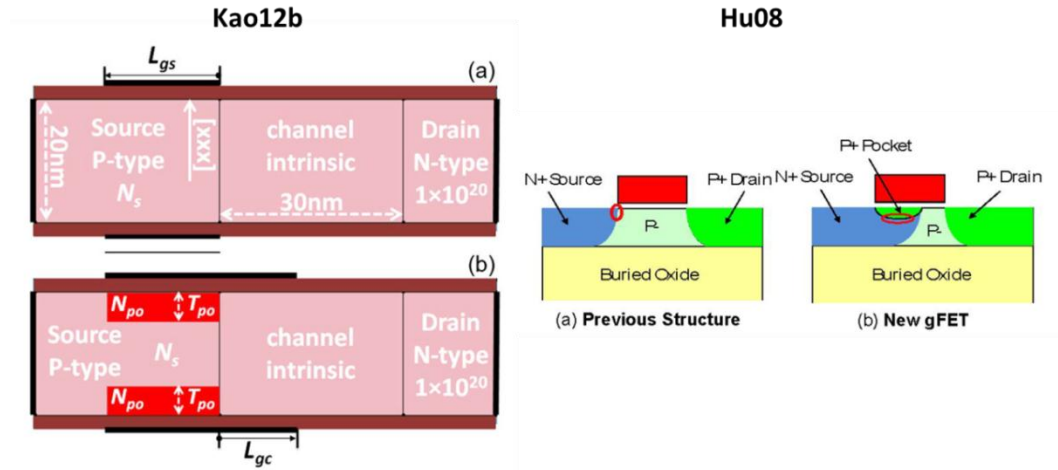 Kao12b
Lgs
(a)
20nm
Source
P-type
Ns
[xxx]
channel
intrinsic
30nm
Drain
N-type
1×10²⁰
(b)
Npo
Tpo
Source
P-type
Ns
Npo
Tpo
channel
intrinsic
Drain
N-type
1×10²⁰
Lgc
Hu08
N+ Source
P+ Drain
P-
Buried Oxide
(a) Previous Structure
P+ Pocket
N+ Source
P+ Drain
P-
Buried Oxide
(b) New gFET